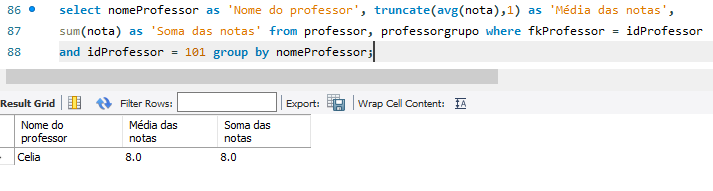 86 select nomeProfessor as 'Nome do professor', truncate(avg(nota),1) as 'Média das notas',
87 sum(nota) as 'Soma das notas' from professor, professorgrupo where fkProfessor = idProfessor
88 and idProfessor = 101 group by nomeProfessor;
Result Grid Filter Rows: Export: Wrap Cell Content: IA
Nome do Média das Soma das
professor notas notas
Celia 8.0 8.0